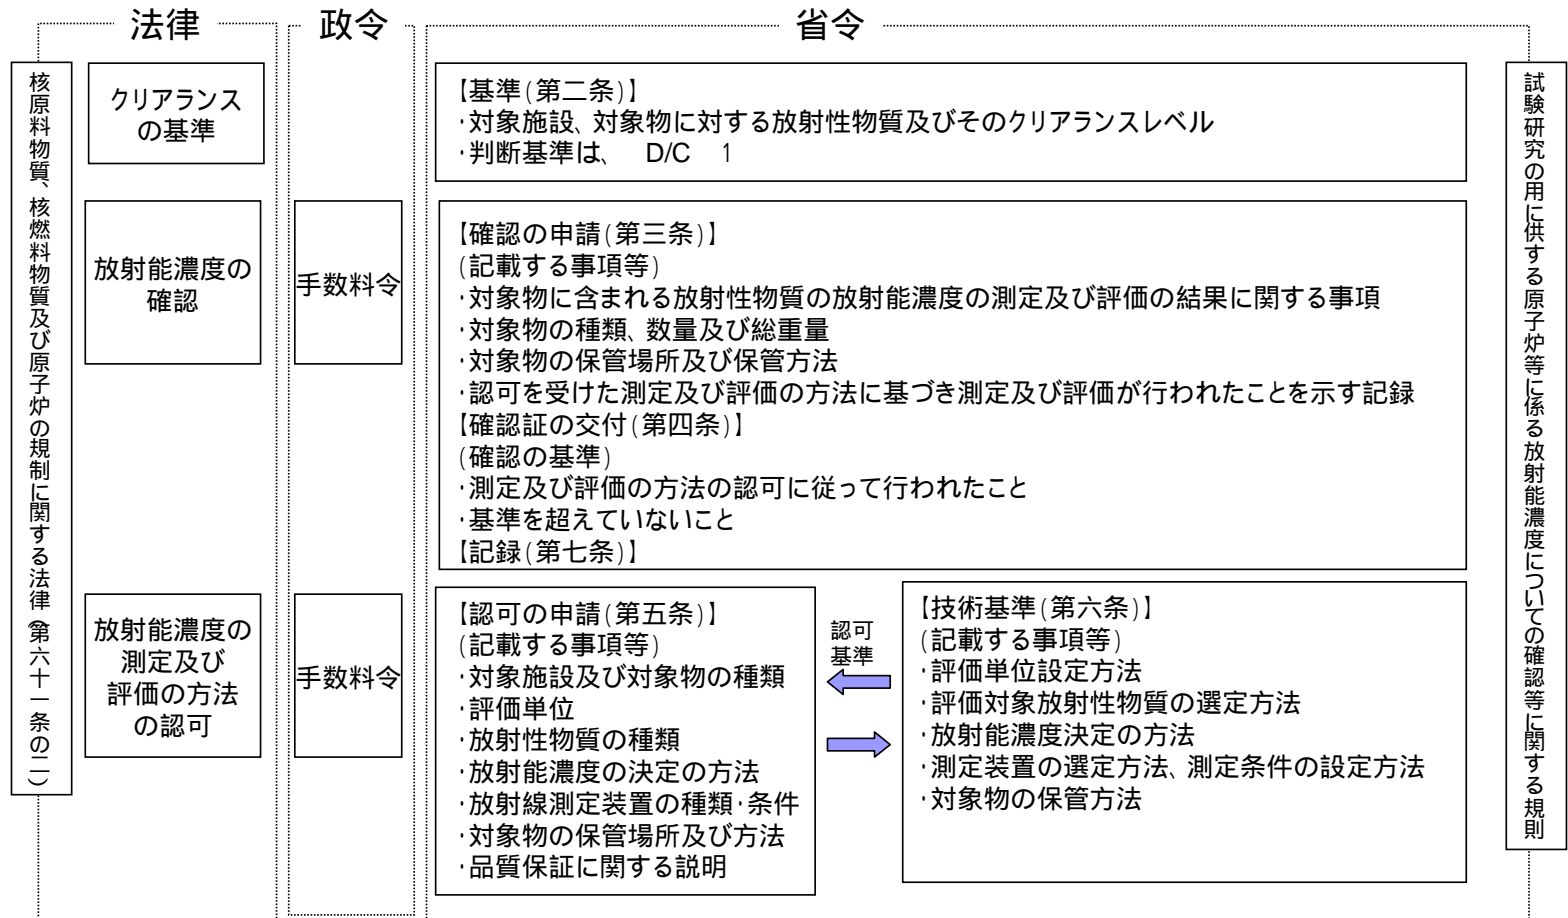 法律
政令
省令
核原料物質、核燃料物質及び原子炉の規制に関する法律(第六十一条の二)
クリアランス
の基準
【基準(第二条)】
・対象施設、対象物に対する放射性物質及びそのクリアランスレベル
・判断基準は、 D/C 1
放射能濃度の
確認
手数料令
【確認の申請(第三条)】
(記載する事項等)
・対象物に含まれる放射性物質の放射能濃度の測定及び評価の結果に関する事項
・対象物の種類、数量及び総重量
・対象物の保管場所及び保管方法
・認可を受けた測定及び評価の方法に基づき測定及び評価が行われたことを示す記録
【確認証の交付(第四条)】
(確認の基準)
・測定及び評価の方法の認可に従って行われたこと
・基準を超えていないこと
【記録(第七条)】
放射能濃度の
測定及び
評価の方法
の認可
手数料令
【認可の申請(第五条)】
(記載する事項等)
・対象施設及び対象物の種類
・評価単位
・放射性物質の種類
・放射能濃度の決定の方法
・放射線測定装置の種類・条件
・対象物の保管場所及び方法
・品質保証に関する説明
認可
基準
【技術基準(第六条)】
(記載する事項等)
・評価単位設定方法
・評価対象放射性物質の選定方法
・放射能濃度決定の方法
・測定装置の選定方法、測定条件の設定方法
・対象物の保管方法
試験研究の用に供する原子炉等に係る放射能濃度についての確認等に関する規則